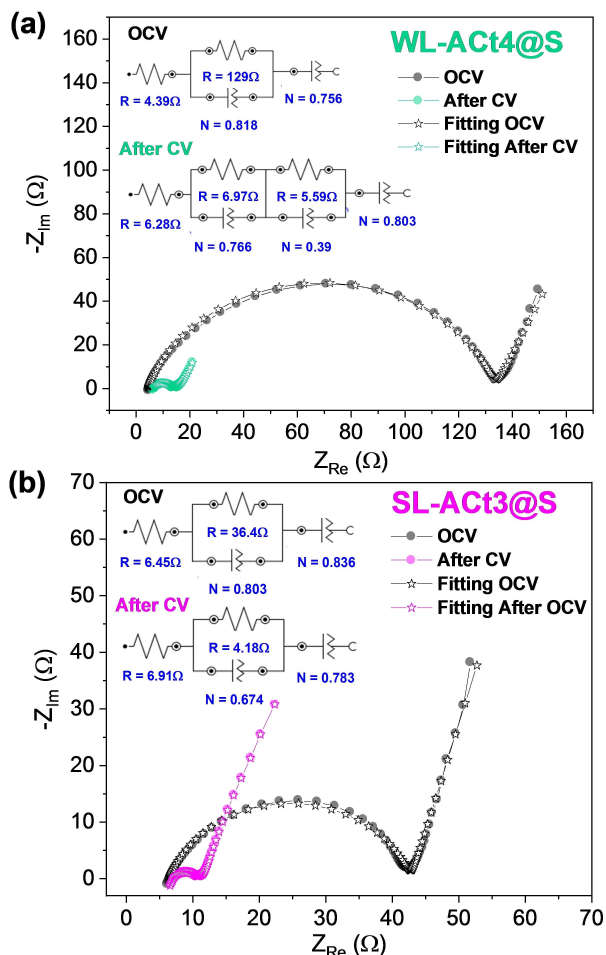 (a)
OCV
WL-ACt4@S
R = 129Ω
R = 4.39Ω
N = 0.756
N = 0.818
OCV
After CV
Fitting OCV
Fitting After CV
After CV
R = 6.97Ω
R = 5.59Ω
R = 6.28Ω
N = 0.803
N = 0.766
N = 0.39
160
140
120
100
80
60
40
20
0
-Z_Im (Ω)
0 20 40 60 80 100 120 140 160
Z_Re (Ω)
(b)
OCV
SL-ACt3@S
R = 36.4Ω
R = 6.45Ω
N = 0.836
N = 0.803
OCV
After CV
Fitting OCV
Fitting After OCV
After CV
R = 4.18Ω
R = 6.91Ω
N = 0.783
N = 0.674
70
60
50
40
30
20
10
0
-Z_Im (Ω)
0 10 20 30 40 50 60 70
Z_Re (Ω)